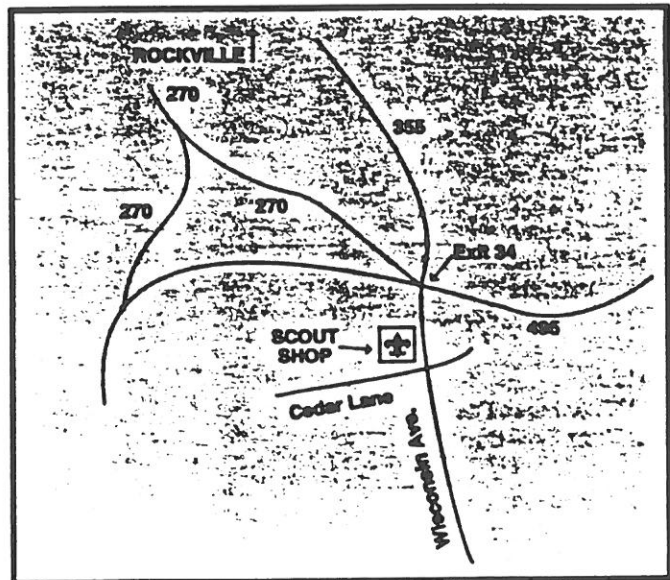 ROCKVILLE
270
355
270
270
Exit 34
495
SCOUT
SHOP
Cedar Lane
Wisconsin Ave.